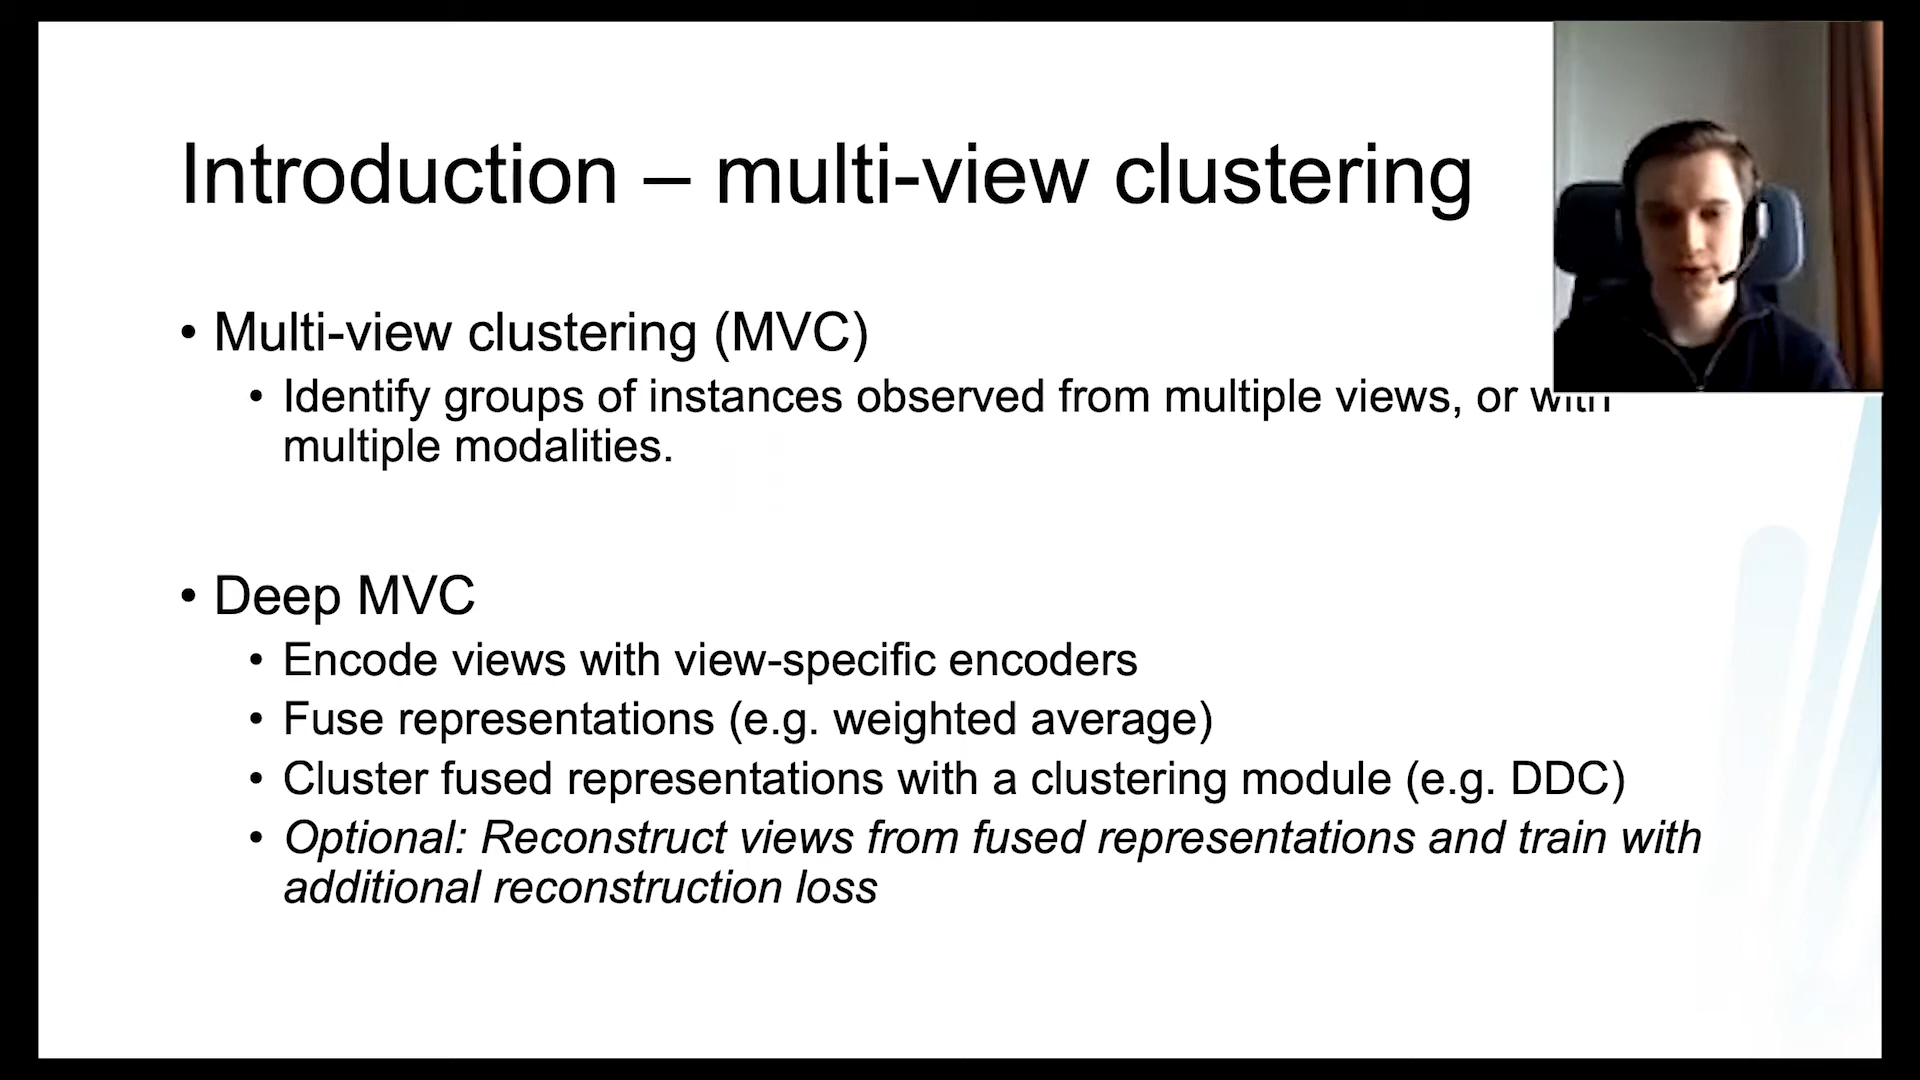 Introduction – multi-view clustering
• Multi-view clustering (MVC)
• Identify groups of instances observed from multiple views, or with
multiple modalities.
• Deep MVC
• Encode views with view-specific encoders
• Fuse representations (e.g. weighted average)
• Cluster fused representations with a clustering module (e.g. DDC)
• Optional: Reconstruct views from fused representations and train with
additional reconstruction loss